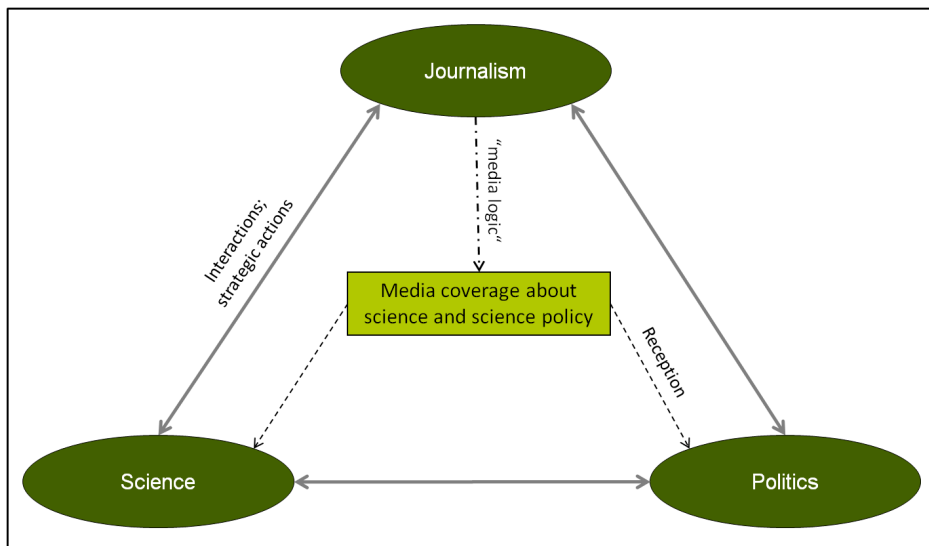 Journalism
“media logic“
Interactions;
strategic actions
Media coverage about
science and science policy
Reception
Science
Politics